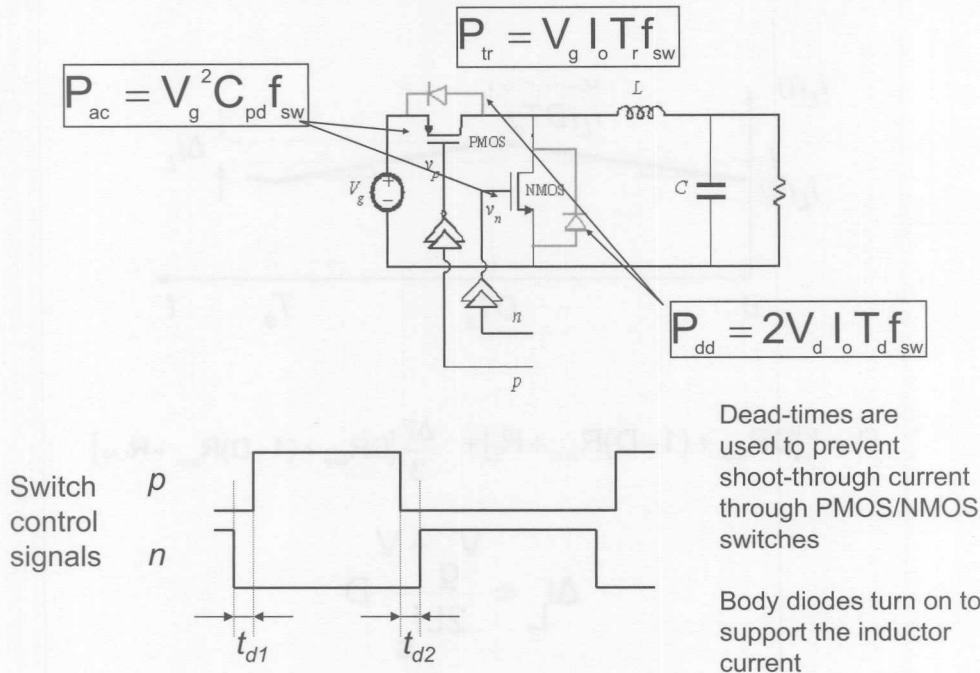 P_tr = V_g I_o T_r f_sw
P_ac = V_g^2 C_pd f_sw
L
PMOS
v_p
V_g
+
−
NMOS
v_n
C
n
p
P_dd = 2V_d I_o T_d f_sw
Dead-times are
used to prevent
shoot-through current
through PMOS/NMOS
switches
Body diodes turn on to
support the inductor
current
Switch
control
signals
p
n
t_d1
t_d2